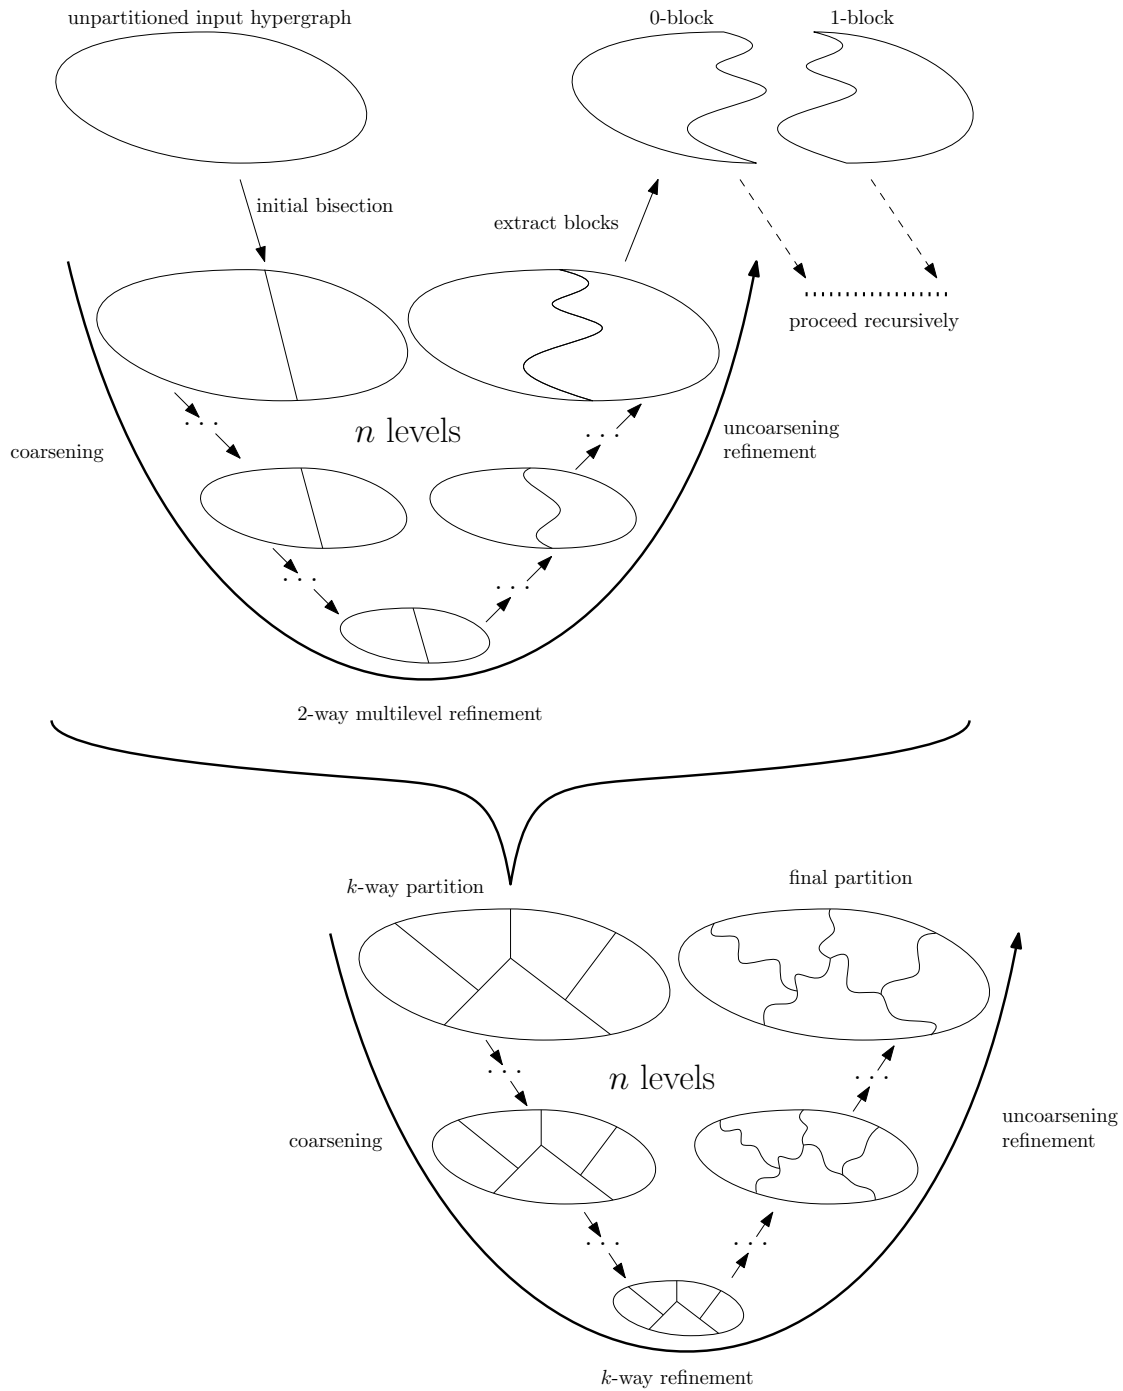 unpartitioned input hypergraph
0-block
1-block
initial bisection
extract blocks
proceed recursively
coarsening
n levels
uncoarsening
refinement
. . .
. . .
. . .
. . .
2-way multilevel refinement
k-way partition
final partition
. . .
. . .
n levels
coarsening
uncoarsening
refinement
. . .
. . .
k-way refinement